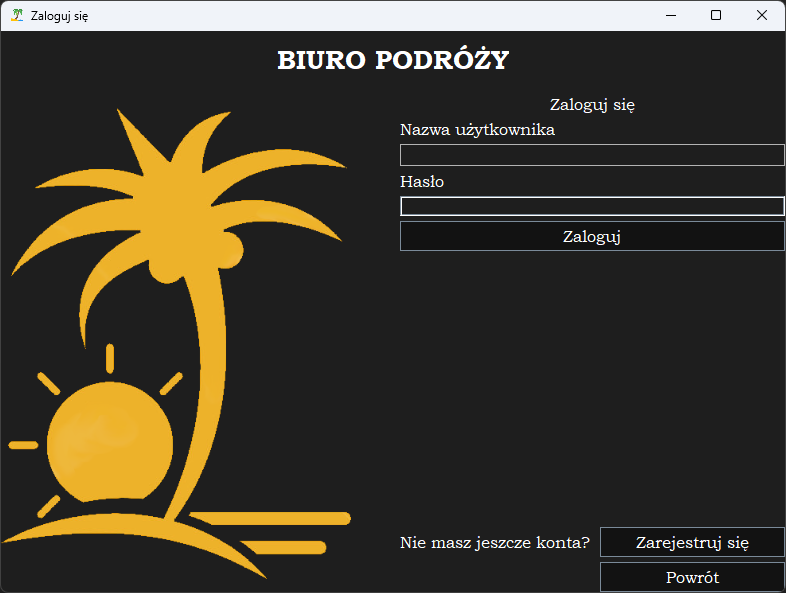 Zaloguj się
BIURO PODRÓŻY
Zaloguj się
Nazwa użytkownika
Hasło
Zaloguj
Nie masz jeszcze konta? Zarejestruj się
Powrót